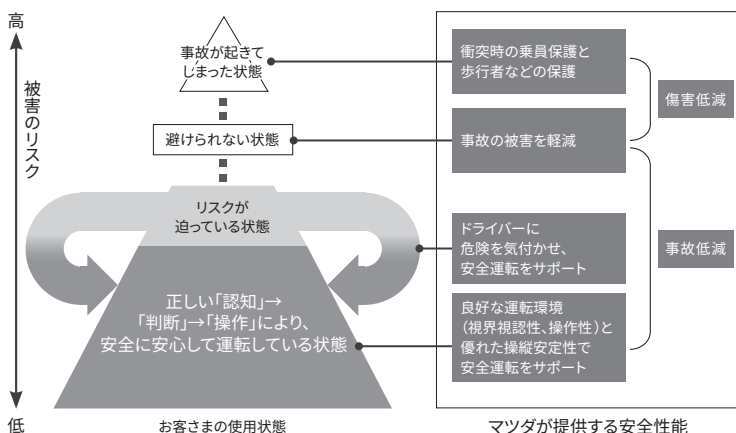 高
被害のリスク
低
事故が起きて
しまった状態
避けられない状態
リスクが
迫っている状態
正しい「認知」→
「判断」→「操作」により、
安全に安心して運転している状態
お客さまの使用状態
衝突時の乗員保護と
歩行者などの保護
事故の被害を軽減
ドライバーに
危険を気付かせ、
安全運転をサポート
良好な運転環境
（視界視認性、操作性）と
優れた操縦安定性で
安全運転をサポート
傷害低減
事故低減
マツダが提供する安全性能